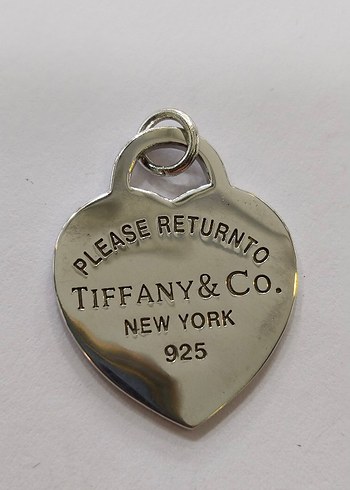 PLEASE RETURNTO
TIFFANY & CO.
NEW YORK
925